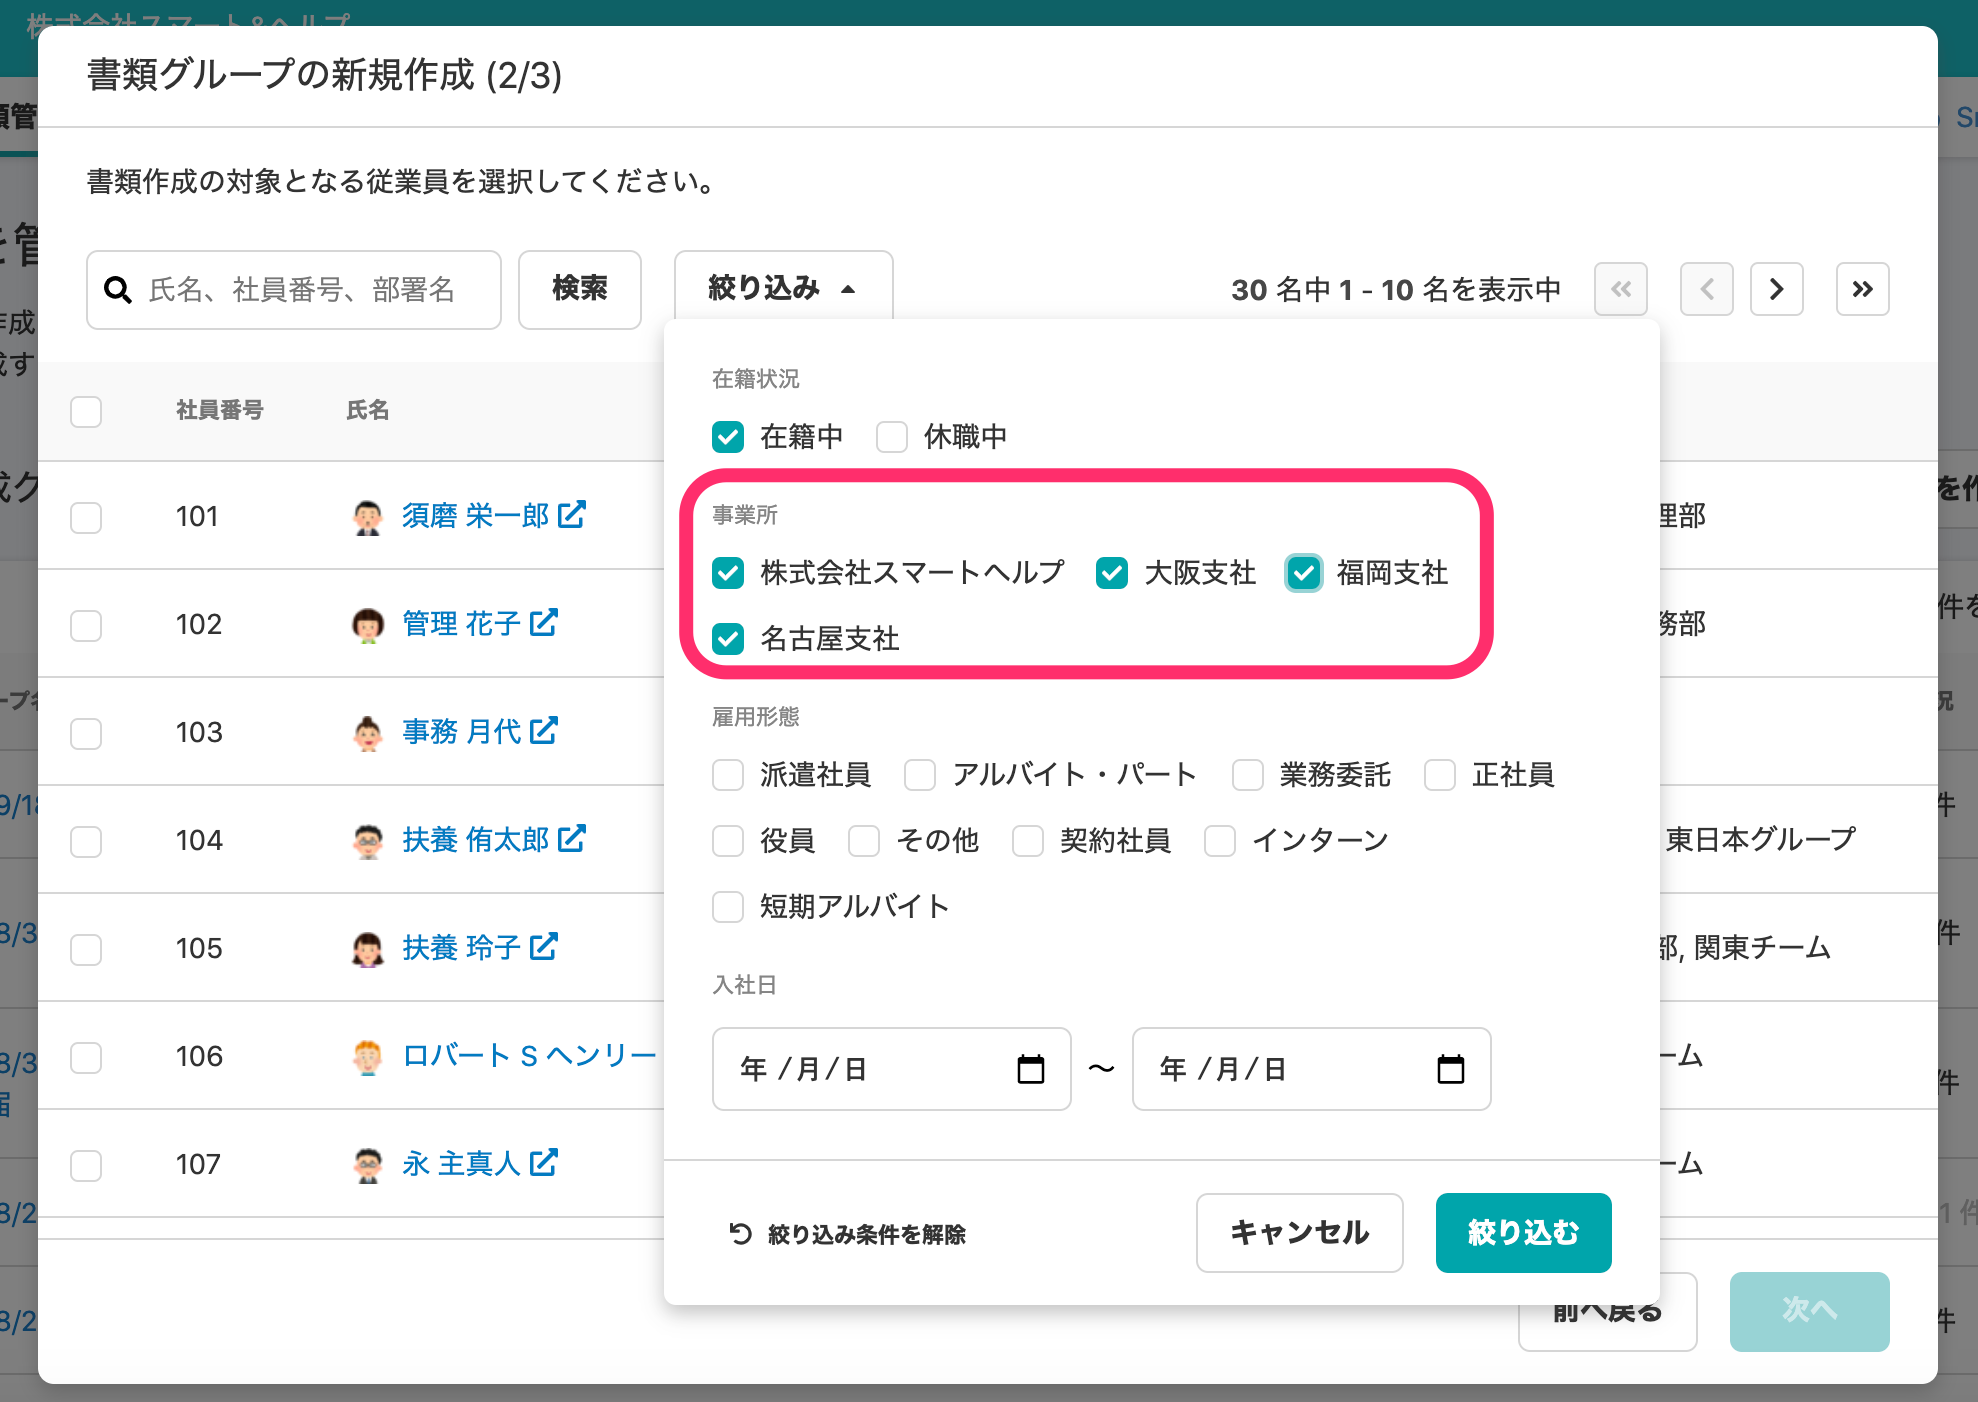 書類グループの新規作成 (2/3)
書類作成の対象となる従業員を選択してください。
氏名、社員番号、部署名
検索
絞り込み
30 名中 1 - 10 名を表示中
社員番号
氏名
101
須磨 栄一郎
理部
102
管理 花子
務部
103
事務 月代
104
扶養 侑太郎
東日本グループ
105
扶養 玲子
部, 関東チーム
106
ロバート S ヘンリー
ーム
107
永 主真人
ーム
在籍状況
在籍中
休職中
事業所
株式会社スマートヘルプ
大阪支社
福岡支社
名古屋支社
雇用形態
派遣社員
アルバイト・パート
業務委託
正社員
役員
その他
契約社員
インターン
短期アルバイト
入社日
年 /月/日
〜
年 /月/日
絞り込み条件を解除
キャンセル
絞り込む
前へ戻る
次へ